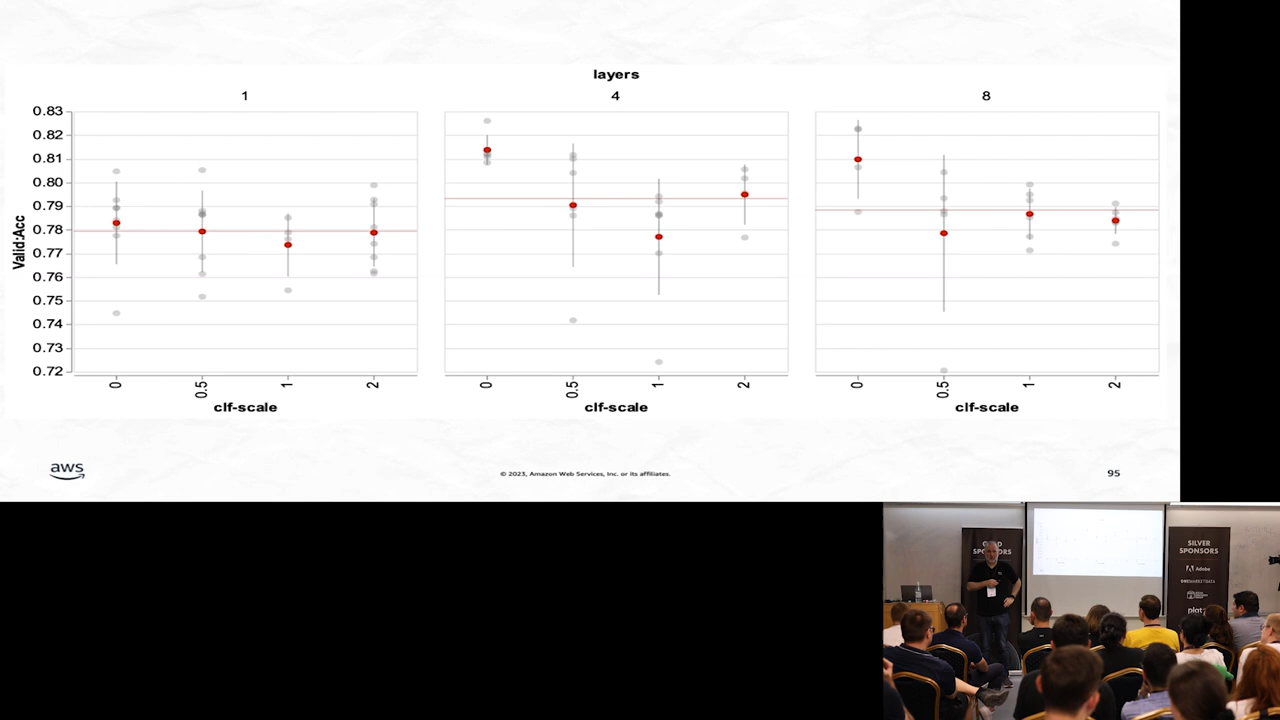 layers
1 4 8
0.83
0.82
0.81
0.80
0.79
0.78
0.77
0.76
0.75
0.74
0.73
0.72
Valid:Acc
0 0.5 1 2 0 0.5 1 2 0 0.5 1 2
clf-scale clf-scale clf-scale
aws
© 2023, Amazon Web Services, Inc. or its affiliates.
95
SILVER
SPONSORS
Adobe